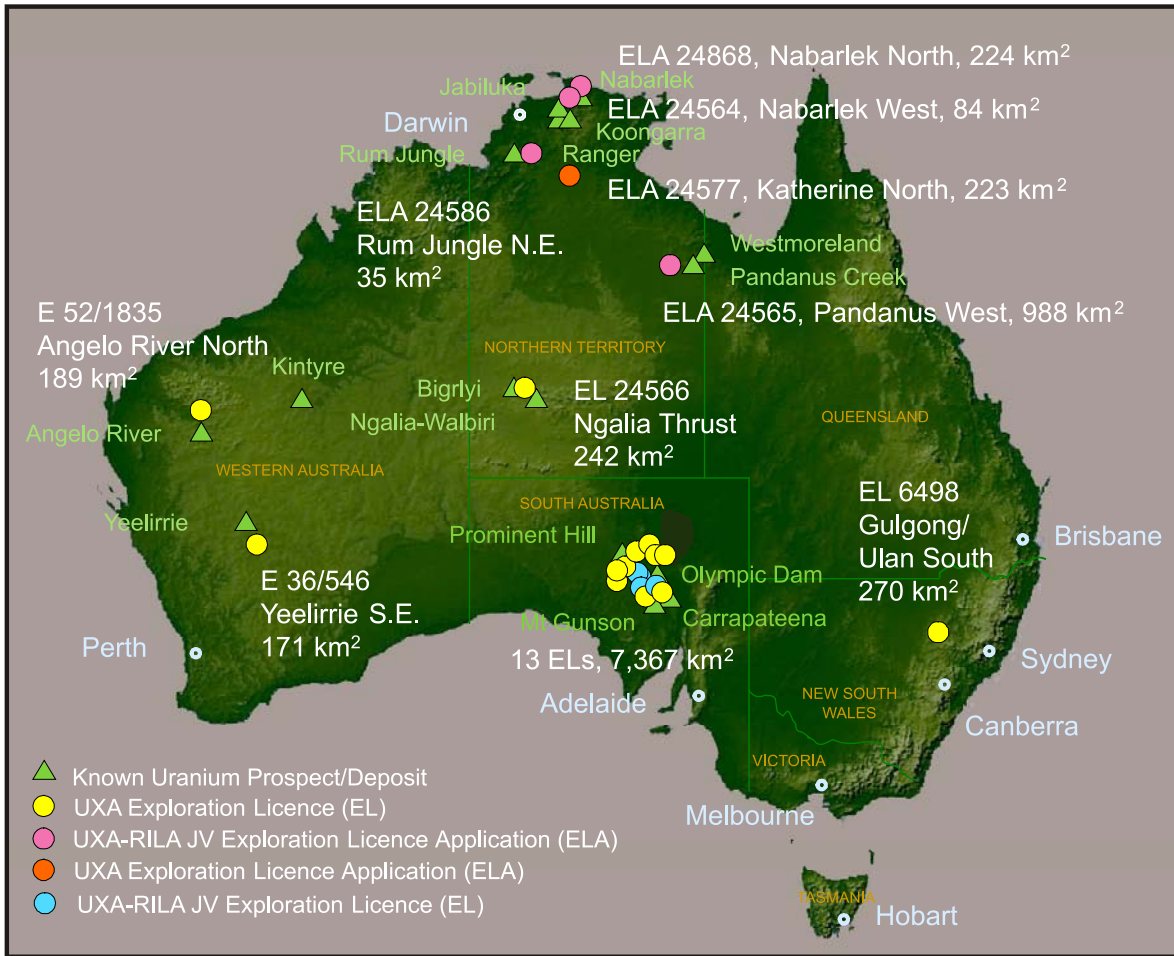 ELA 24868, Nabarlek North, 224 km²
Jabiluka
Nabarlek
ELA 24564, Nabarlek West, 84 km²
Darwin
Koongarra
Rum Jungle
Ranger
ELA 24577, Katherine North, 223 km²
ELA 24586
Rum Jungle N.E.
35 km²
Westmoreland
Pandanus Creek
ELA 24565, Pandanus West, 988 km²
E 52/1835
Angelo River North
189 km²
Kintyre
NORTHERN TERRITORY
Bigrlyi
Ngalia-Walbiri
EL 24566
Ngalia Thrust
242 km²
QUEENSLAND
Angelo River
WESTERN AUSTRALIA
SOUTH AUSTRALIA
EL 6498
Gulgong/
Ulan South
270 km²
Yeelirrie
Prominent Hill
Brisbane
E 36/546
Yeelirrie S.E.
171 km²
Olympic Dam
Mt Gunson
Carrapateena
Perth
13 ELs, 7,367 km²
Sydney
Adelaide
NEW SOUTH
WALES
Canberra
VICTORIA
Melbourne
Known Uranium Prospect/Deposit
UXA Exploration Licence (EL)
UXA-RILA JV Exploration Licence Application (ELA)
UXA Exploration Licence Application (ELA)
UXA-RILA JV Exploration Licence (EL)
TASMANIA
Hobart